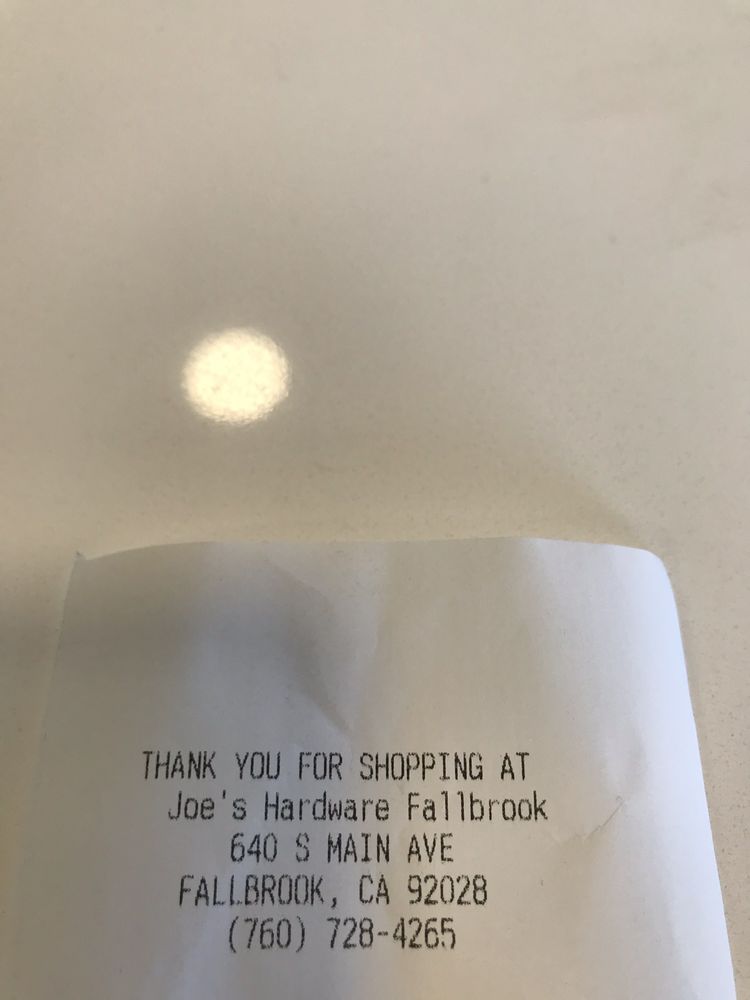 THANK YOU FOR SHOPPING AT
Joe's Hardware Fallbrook
640 S MAIN AVE
FALLBROOK, CA 92028
(760) 728-4265